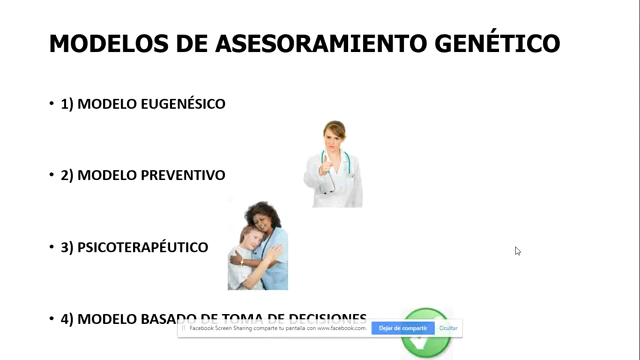 MODELOS DE ASESORAMIENTO GENÉTICO
• 1) MODELO EUGENÉSICO
• 2) MODELO PREVENTIVO
• 3) PSICOTERAPÉUTICO
• 4) MODELO BASADO DE TOMA DE DECISIONES
Facebook Screen Sharing comparte tu pantalla con www.facebook.com. Dejar de compartir Ocultar